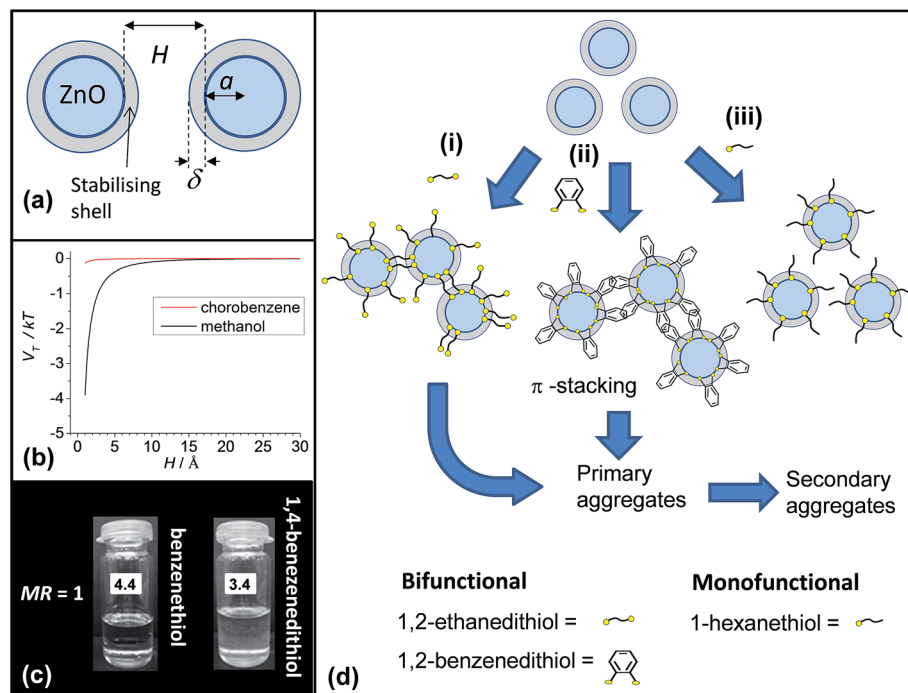 H
a
ZnO
δ
Stabilising
shell
(a)
0
-1
-2
-3
-4
-5
V_T / kT
chorobenzene
methanol
0 5 10 15 20 25 30
H / Å
(b)
MR = 1
4.4
benzenethiol
3.4
1,4-benezenedithiol
(c)
(i)
(ii)
(iii)
π -stacking
Primary
aggregates
Secondary
aggregates
Bifunctional
1,2-ethanedithiol =
1,2-benzenedithiol =
Monofunctional
1-hexanethiol =
(d)